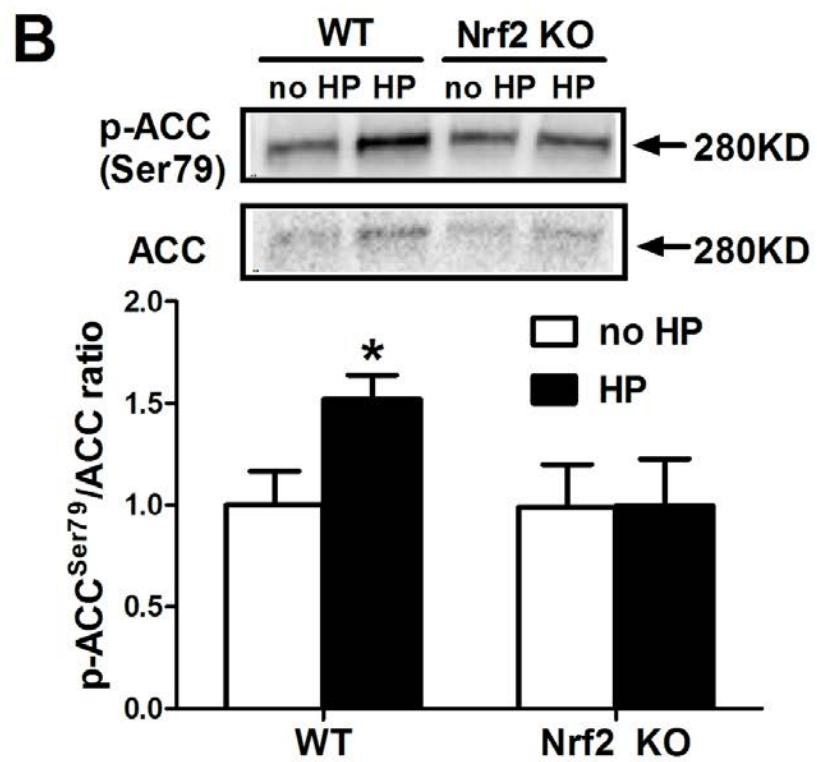 B
WT Nrf2 KO
no HP HP no HP HP
p-ACC
(Ser79)
280KD
ACC
280KD
2.0
1.5
1.0
0.5
0.0
p-ACCSer79/ACC ratio
*
no HP
HP
WT Nrf2 KO